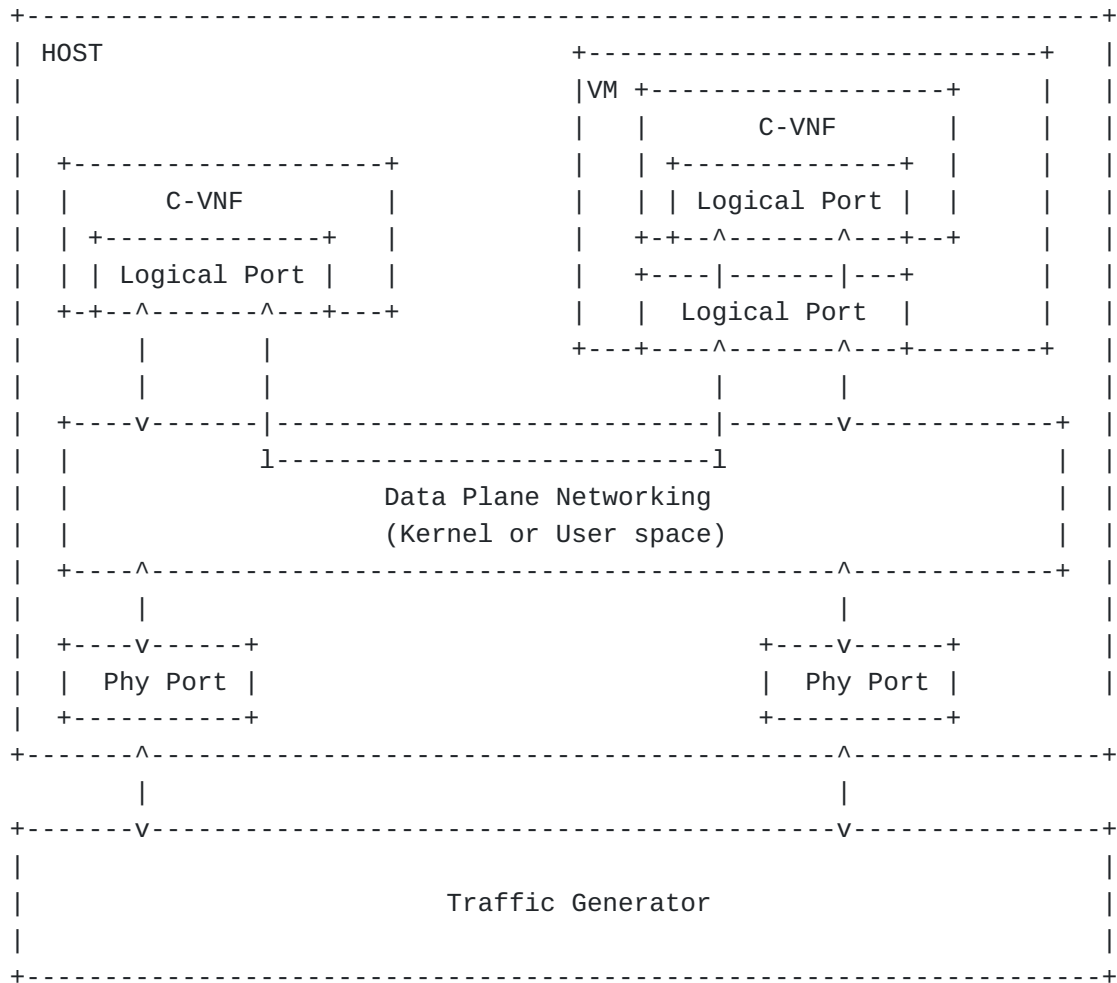 HOST
VM
C-VNF
C-VNF
Logical Port
Logical Port
Logical Port
Data Plane Networking
(Kernel or User space)
Phy Port
Phy Port
Traffic Generator